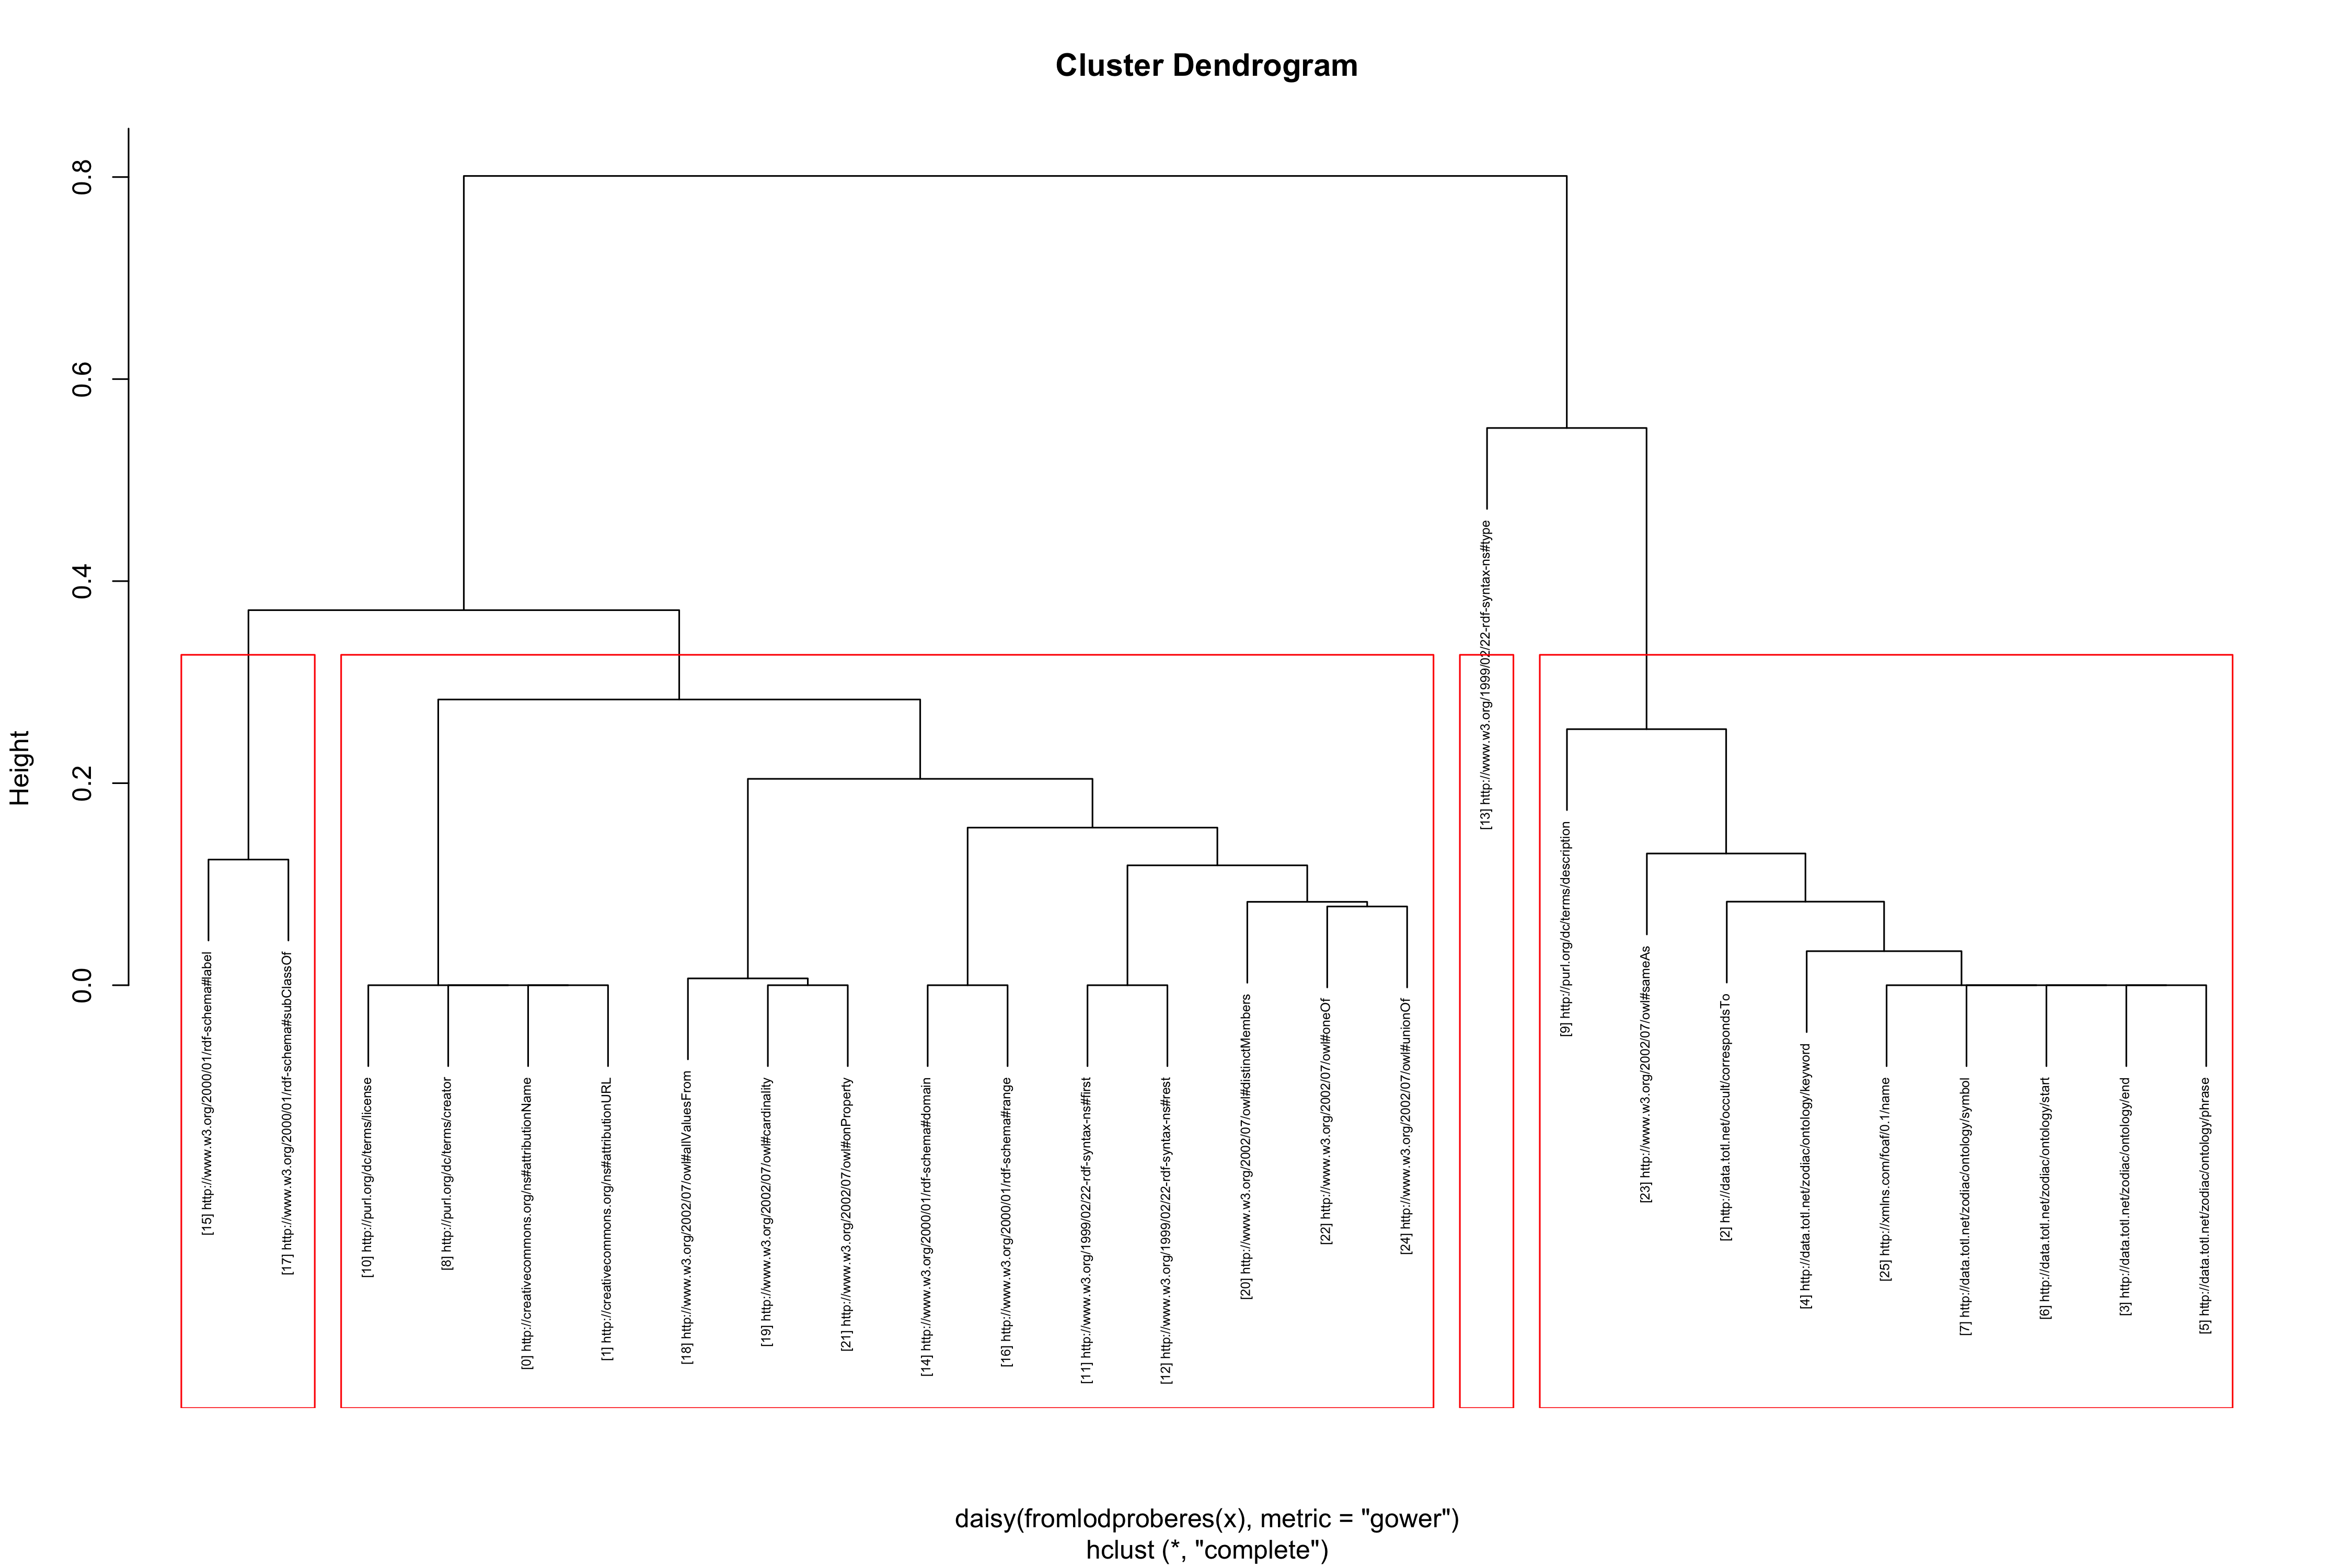 Cluster Dendrogram
Height
0.8
0.6
0.4
0.2
0.0
[15] http://www.w3.org/2000/01/rdf-schema#label
[17] http://www.w3.org/2000/01/rdf-schema#subClassOf
[10] http://purl.org/dc/terms/license
[8] http://purl.org/dc/terms/creator
[0] http://creativecommons.org/ns#attributionName
[1] http://creativecommons.org/ns#attributionURL
[18] http://www.w3.org/2002/07/owl#allValuesFrom
[19] http://www.w3.org/2002/07/owl#cardinality
[21] http://www.w3.org/2002/07/owl#onProperty
[14] http://www.w3.org/2000/01/rdf-schema#domain
[16] http://www.w3.org/2000/01/rdf-schema#range
[11] http://www.w3.org/1999/02/22-rdf-syntax-ns#first
[12] http://www.w3.org/1999/02/22-rdf-syntax-ns#rest
[20] http://www.w3.org/2002/07/owl#distinctMembers
[22] http://www.w3.org/2002/07/owl#oneOf
[24] http://www.w3.org/2002/07/owl#unionOf
[13] http://www.w3.org/1999/02/22-rdf-syntax-ns#type
[9] http://purl.org/dc/terms/description
[23] http://www.w3.org/2002/07/owl#sameAs
[2] http://data.totl.net/occult/correspondsTo
[4] http://data.totl.net/zodiac/ontology/keyword
[25] http://xmlns.com/foaf/0.1/name
[7] http://data.totl.net/zodiac/ontology/symbol
[6] http://data.totl.net/zodiac/ontology/start
[3] http://data.totl.net/zodiac/ontology/end
[5] http://data.totl.net/zodiac/ontology/phrase
daisy(fromlodproberes(x), metric = "gower")
hclust (*, "complete")